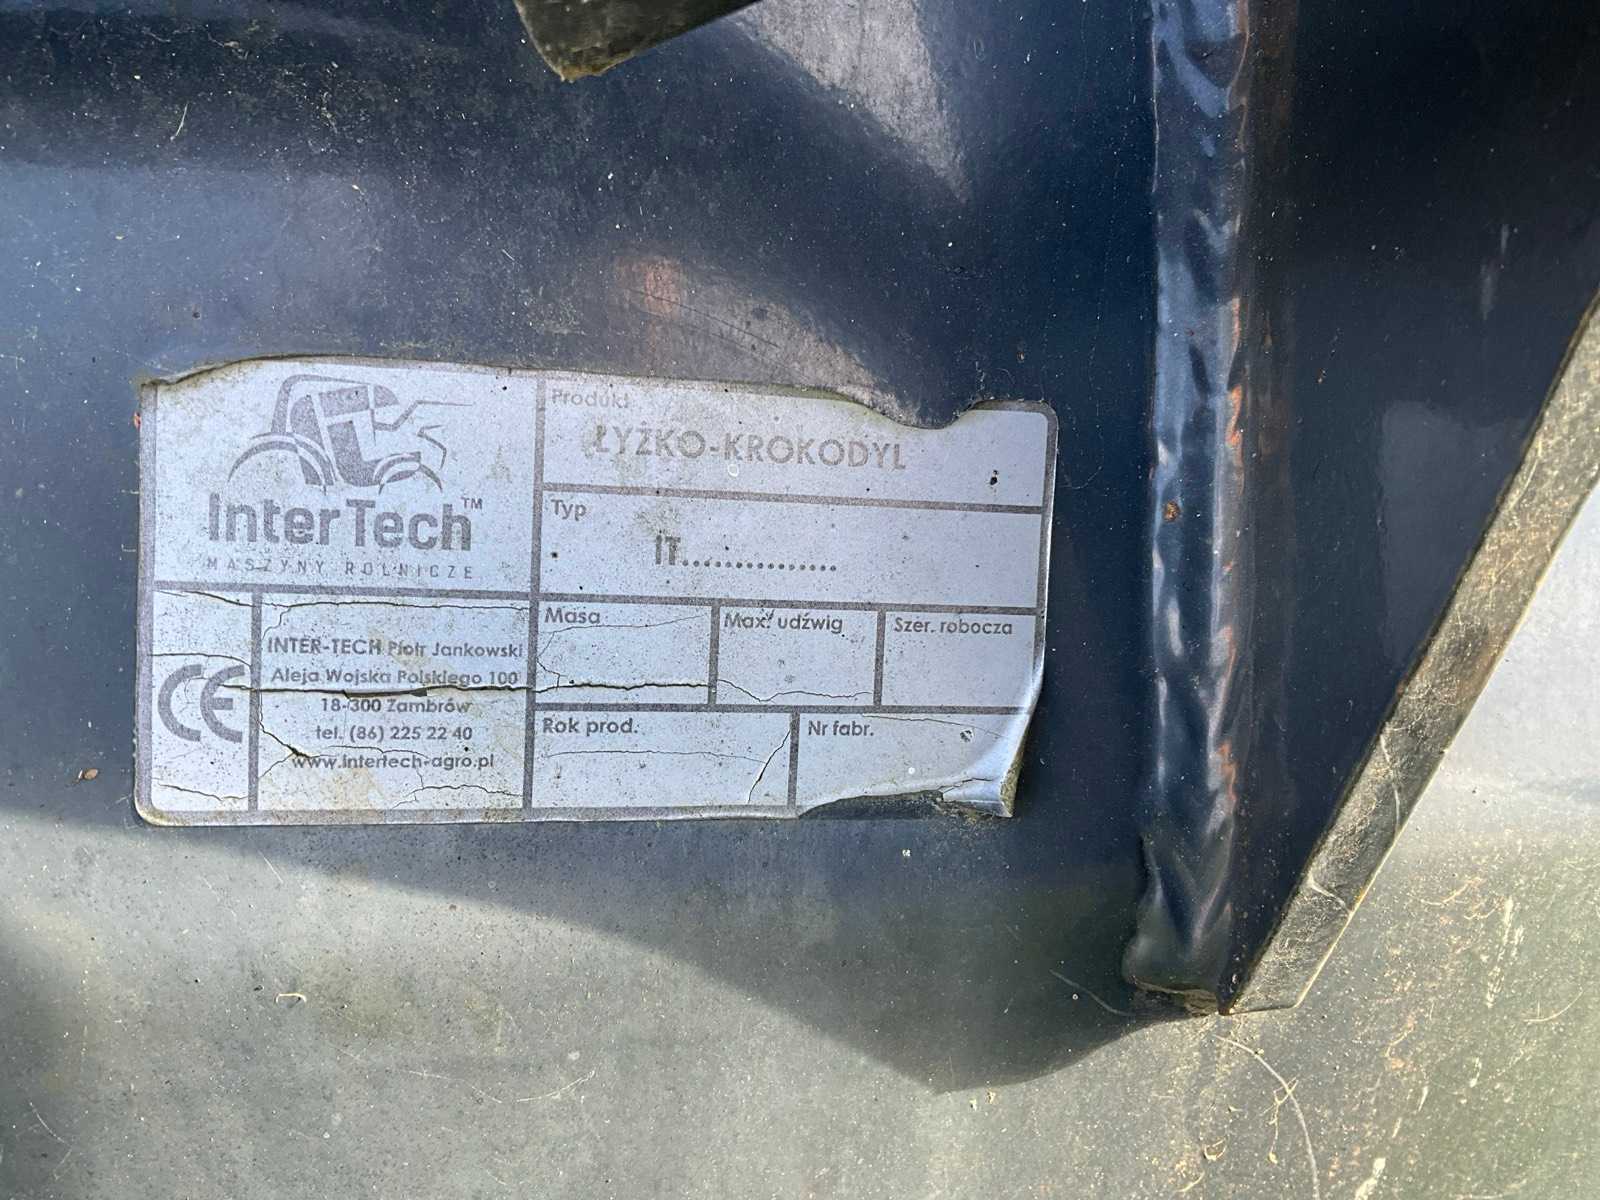 InterTech™
MASZYNY ROLNICZE
Produkt
ŁYŻKO-KROKODYL
Typ
IT................
CE
INTER-TECH Piotr Jankowski
Aleja Wojska Polskiego 100
18-300 Zambrów
tel. (86) 225 22 40
www.intertech-agro.pl
Masa
Max. udźwig
Szer. robocza
Rok prod.
Nr fabr.